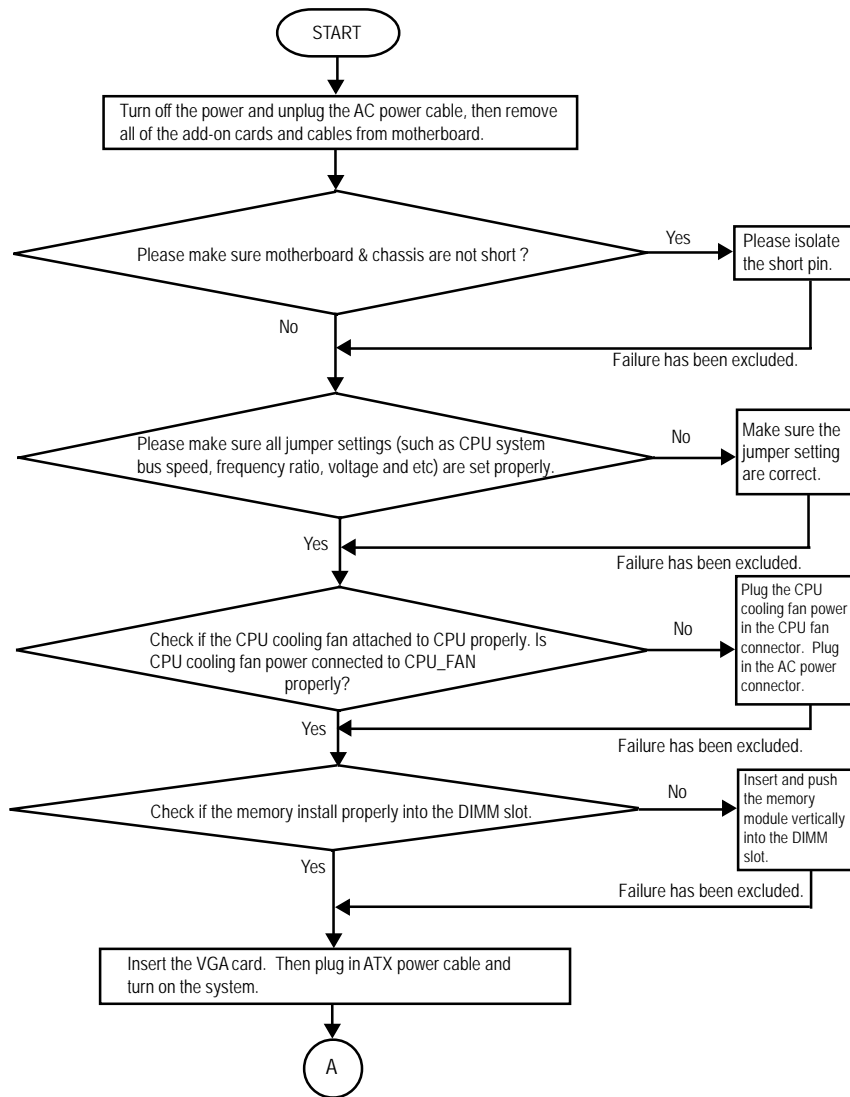 START
Turn off the power and unplug the AC power cable, then remove
all of the add-on cards and cables from motherboard.
Please make sure motherboard & chassis are not short ?
Yes
Please isolate
the short pin.
No
Failure has been excluded.
Please make sure all jumper settings (such as CPU system
bus speed, frequency ratio, voltage and etc) are set properly.
No
Make sure the
jumper setting
are correct.
Yes
Failure has been excluded.
Check if the CPU cooling fan attached to CPU properly. Is
CPU cooling fan power connected to CPU_FAN
properly?
No
Plug the CPU
cooling fan power
in the CPU fan
connector. Plug
in the AC power
connector.
Yes
Failure has been excluded.
Check if the memory install properly into the DIMM slot.
No
Insert and push
the memory
module vertically
into the DIMM
slot.
Yes
Failure has been excluded.
Insert the VGA card. Then plug in ATX power cable and
turn on the system.
A